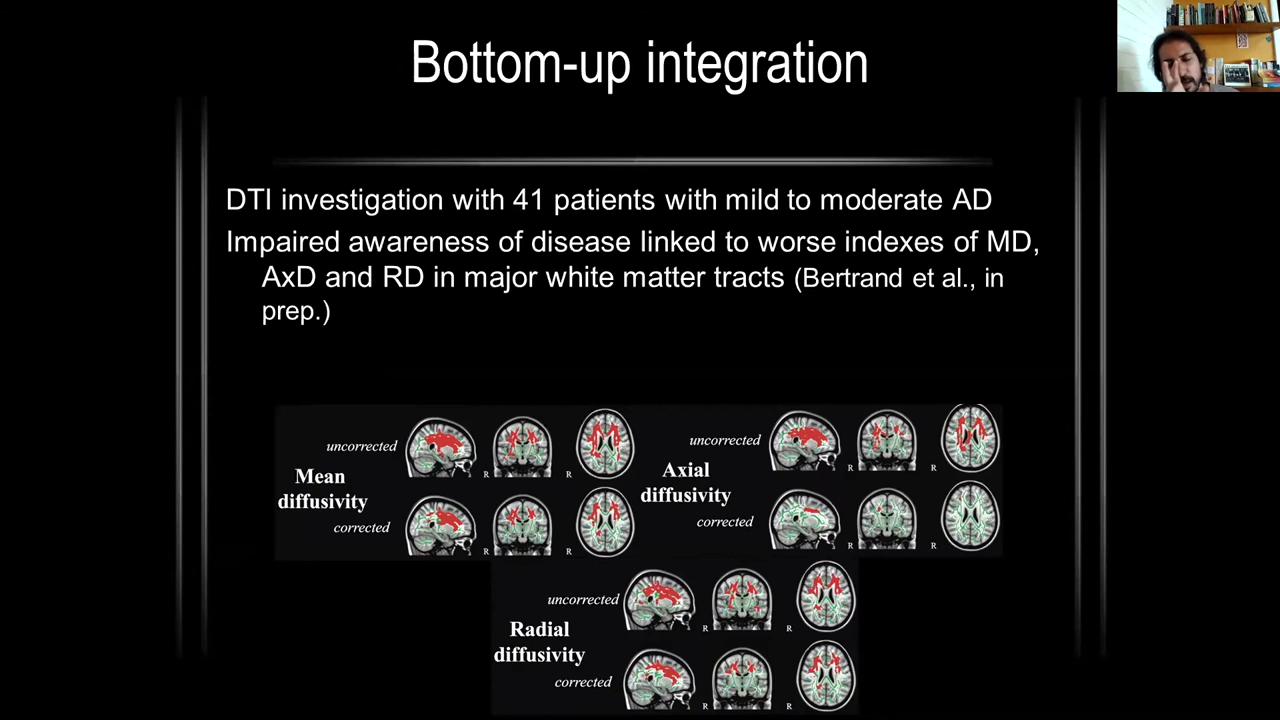 Bottom-up integration
DTI investigation with 41 patients with mild to moderate AD
Impaired awareness of disease linked to worse indexes of MD,
AxD and RD in major white matter tracts (Bertrand et al., in
prep.)
uncorrected
Mean
diffusivity
corrected
R
R
R
R
uncorrected
Axial
diffusivity
corrected
R
R
R
R
uncorrected
Radial
diffusivity
corrected
R
R
R
R